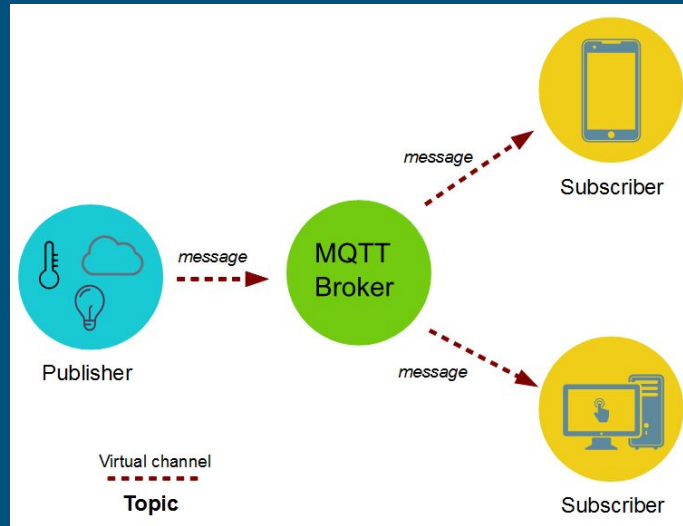 message
Subscriber
message
MQTT
Broker
Publisher
message
Virtual channel
Topic
Subscriber